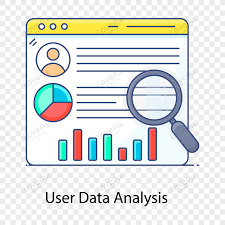 User Data Analysis